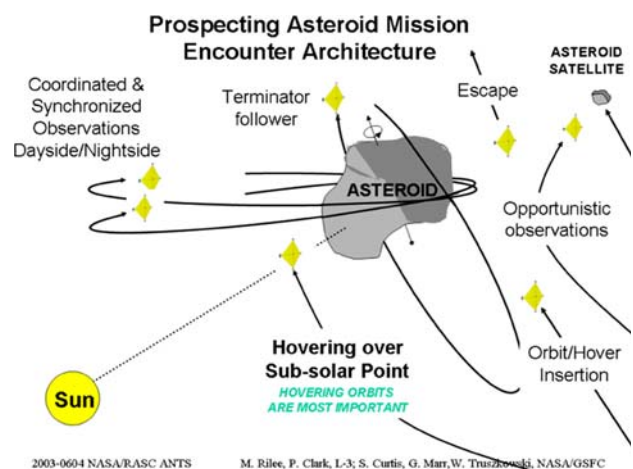 Prospecting Asteroid Mission
Encounter Architecture
Coordinated &
Synchronized
Observations
Dayside/Nightside
Terminator
follower
Escape
ASTEROID
SATELLITE
ASTEROID
Opportunistic
observations
Hovering over
Sub-solar Point
HOVERING ORBITS
ARE MOST IMPORTANT
Orbit/Hover
Insertion
Sun
2003-0604 NASA/RASC ANTS
M. Rilee, P. Clark, L-3; S. Curtis, G. Marr,W. Truszkowski, NASA/GSFC